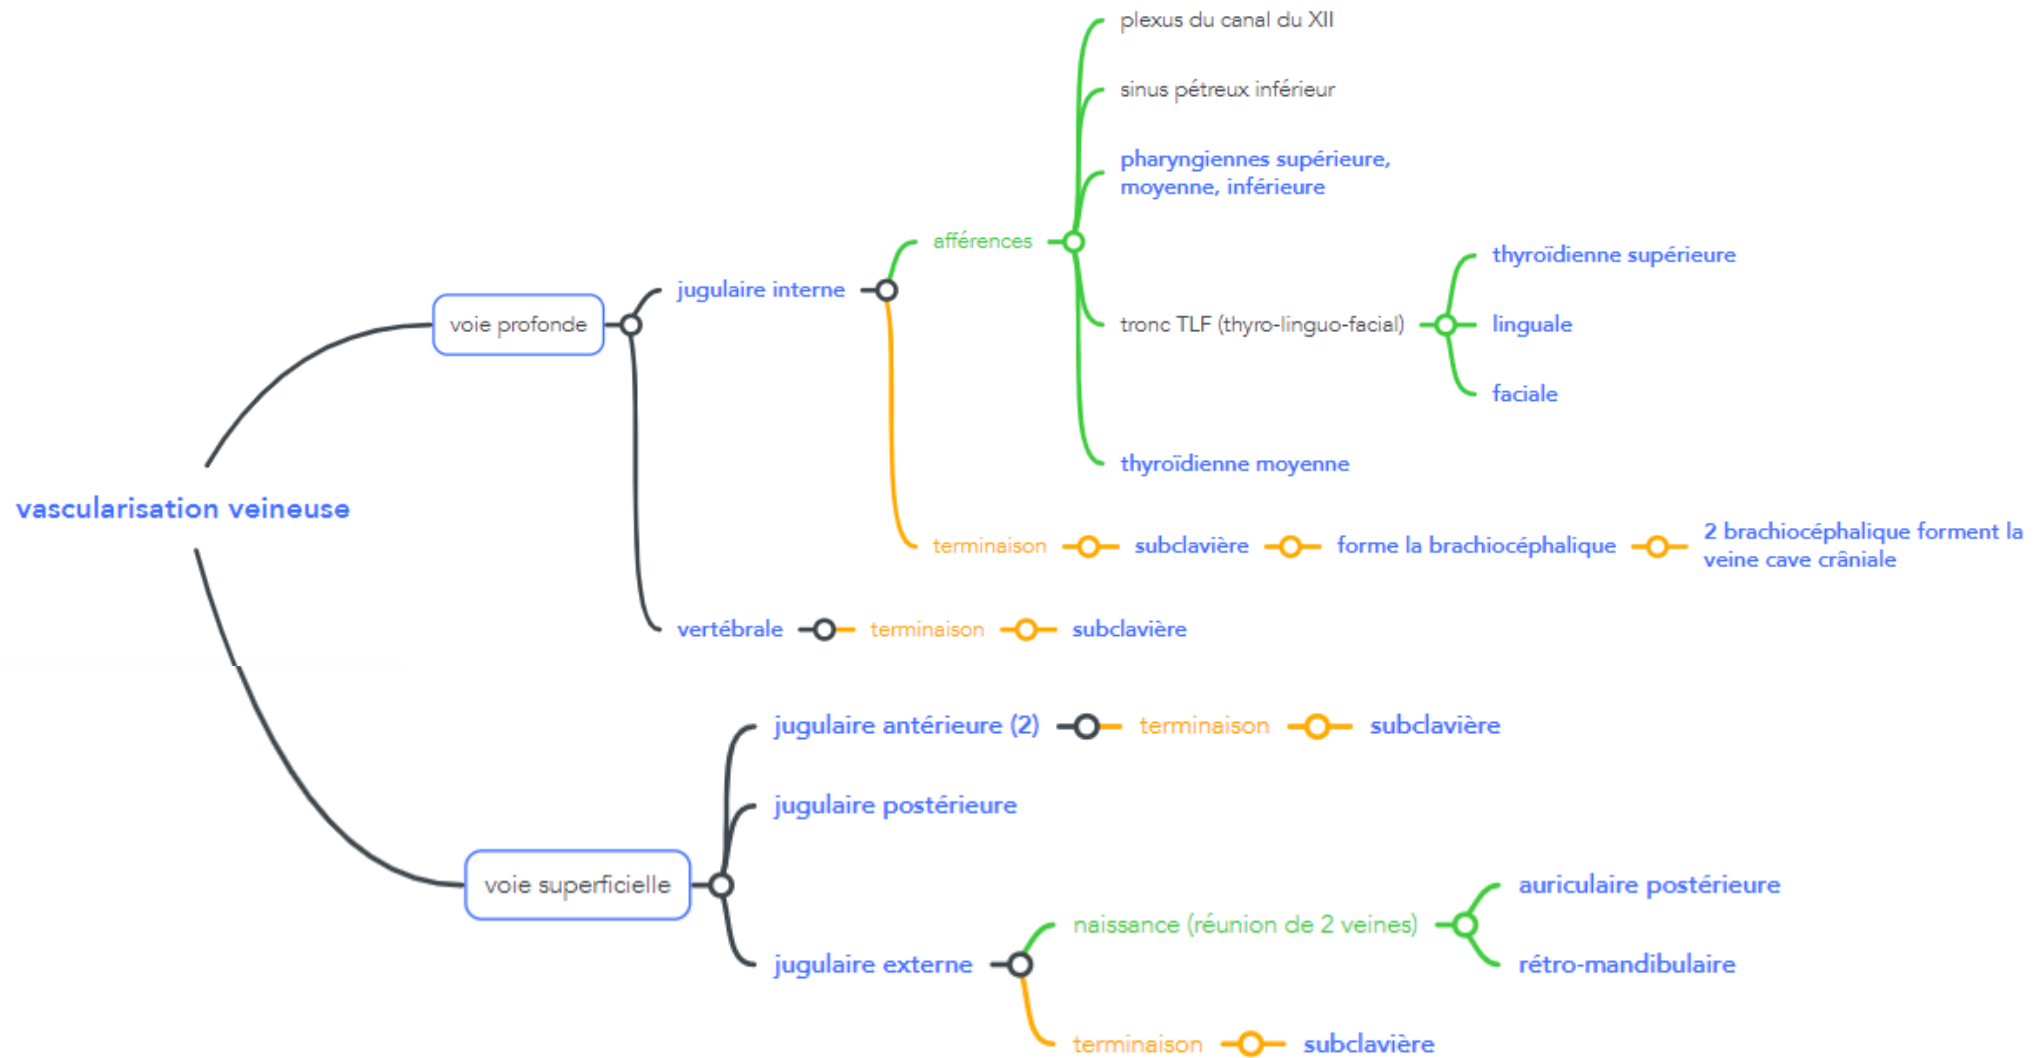 vascularisation veineuse
voie profonde
jugulaire interne
afférences
plexus du canal du XII
sinus pétreux inférieur
pharyngiennes supérieure,
moyenne, inférieure
tronc TLF (thyro-linguo-facial)
thyroïdienne supérieure
linguale
faciale
thyroïdienne moyenne
terminaison
subclavière
forme la brachiocéphalique
2 brachiocéphalique forment la
veine cave crâniale
vertébrale
terminaison
subclavière
voie superficielle
jugulaire antérieure (2)
terminaison
subclavière
jugulaire postérieure
jugulaire externe
naissance (réunion de 2 veines)
auriculaire postérieure
rétro-mandibulaire
terminaison
subclavière